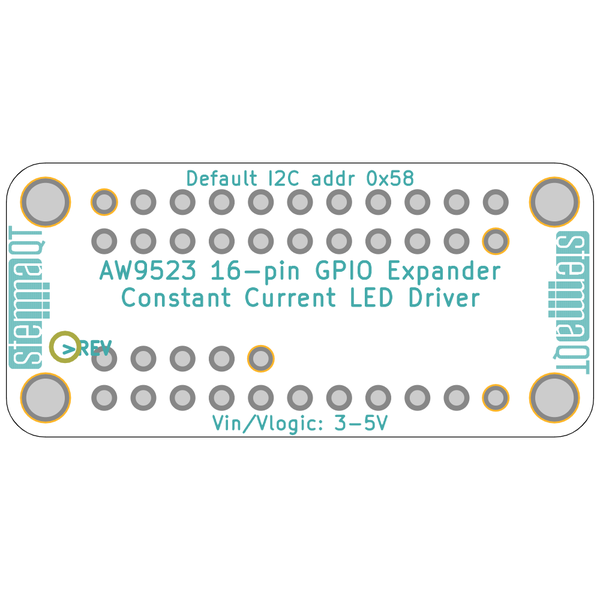 Default I2C addr 0x58
AW9523 16-pin GPIO Expander
Constant Current LED Driver
stemmaQT
stemmaQT
>REV
Vin/Vlogic: 3-5V